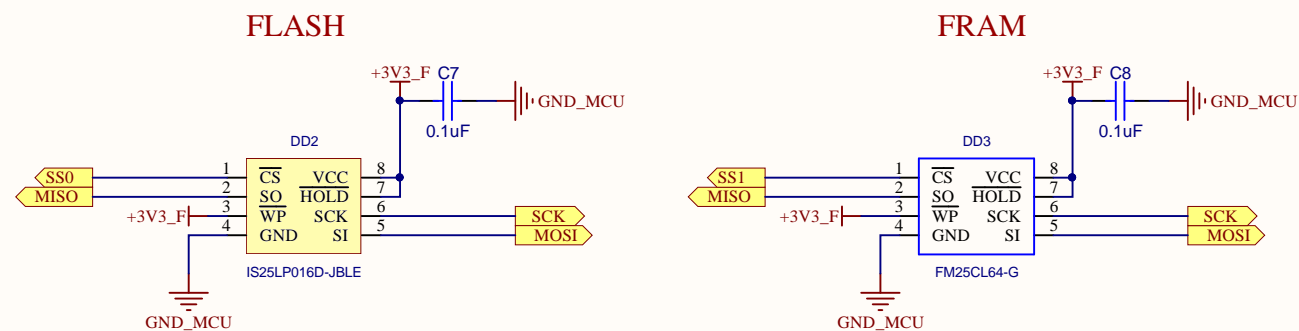 FLASH
+3V3_F
C7
GND_MCU
0.1uF
DD2
SS0
MISO
+3V3_F
1
2
3
4
CS
SO
WP
GND
VCC
HOLD
SCK
SI
8
7
6
5
SCK
MOSI
IS25LP016D-JBLE
GND_MCU
FRAM
+3V3_F
C8
GND_MCU
0.1uF
DD3
SS1
MISO
+3V3_F
1
2
3
4
CS
SO
WP
GND
VCC
HOLD
SCK
SI
8
7
6
5
SCK
MOSI
FM25CL64-G
GND_MCU